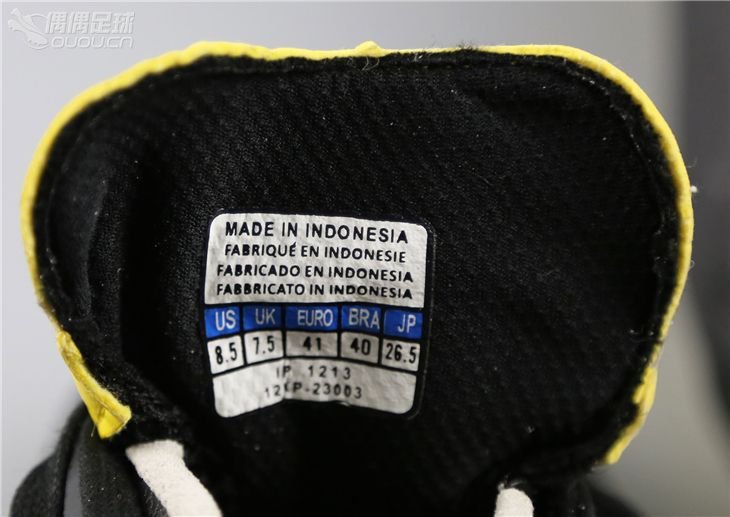 偶偶足球
OUOU.CN
MADE IN INDONESIA
FABRIQUÉ EN INDONESIE
FABRICADO EN INDONESIA
FABBRICATO IN INDONESIA
US UK EURO BRA JP
8.5 7.5 41 40 26.5
IP 1213